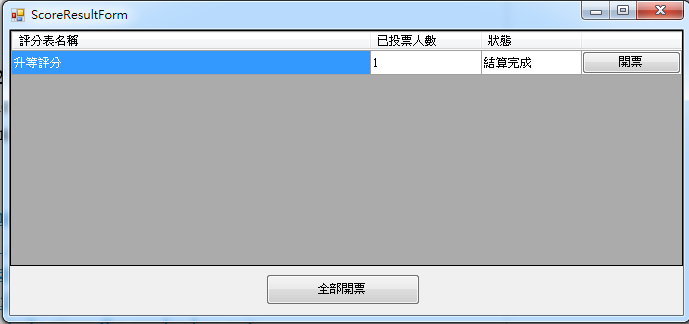 ScoreResultForm
評分表名稱 已投票人數 狀態
升等評分 1 結算完成 開票
全部開票